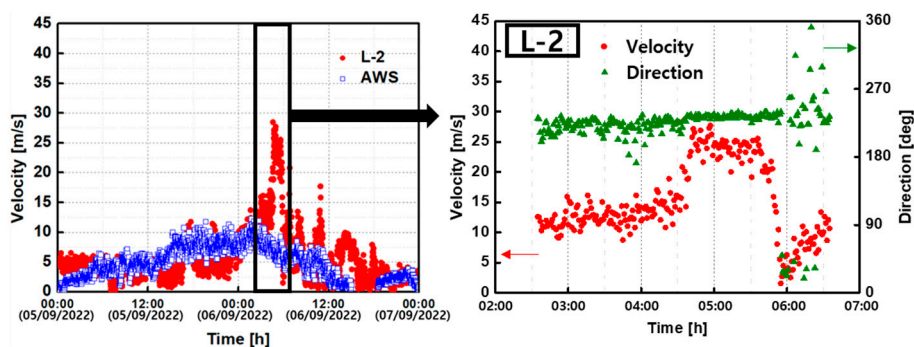 45
40
35
30
25
20
15
10
5
0
Velocity [m/s]
L-2
AWS
00:00 12:00 00:00 12:00 00:00
(05/09/2022) (05/09/2022) (06/09/2022) (06/09/2022) (07/09/2022)
Time [h]
45
40
35
30
25
20
15
10
5
0
Velocity [m/s]
L-2
Velocity
Direction
360
270
180
90
0
Direction [deg]
02:00 03:00 04:00 05:00 06:00 07:00
Time [h]